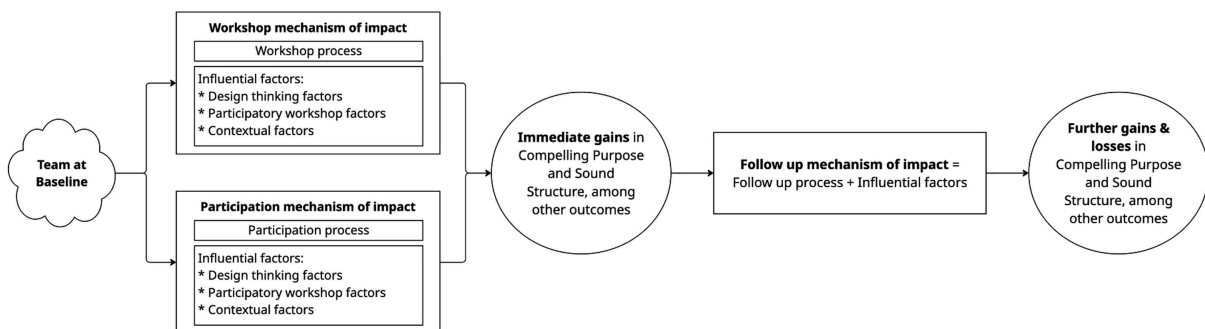 Team at
Baseline
Workshop mechanism of impact
Workshop process
Influential factors:
* Design thinking factors
* Participatory workshop factors
* Contextual factors
Participation mechanism of impact
Participation process
Influential factors:
* Design thinking factors
* Participatory workshop factors
* Contextual factors
Immediate gains in
Compelling Purpose
and Sound
Structure, among
other outcomes
Follow up mechanism of impact =
Follow up process + Influential factors
Further gains &
losses in
Compelling Purpose
and Sound
Structure, among
other outcomes